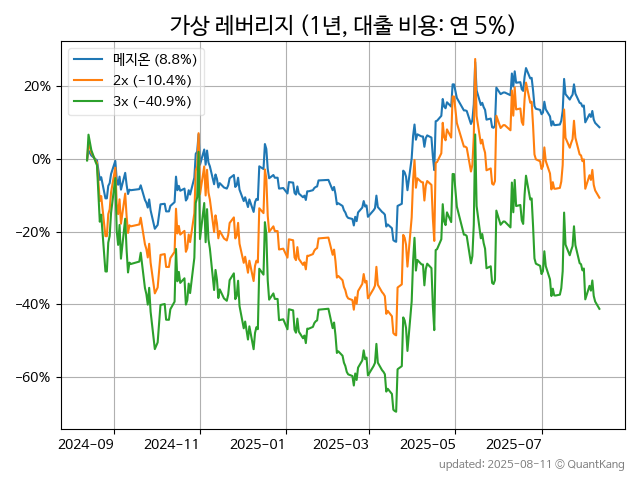 가상 레버리지 (1년, 대출 비용: 연 5%)
메지온 (8.8%)
2x (−10.4%)
3x (−40.9%)
20%
0%
−20%
−40%
−60%
2024-09 2024-11 2025-01 2025-03 2025-05 2025-07
updated: 2025-08-11 © QuantKang